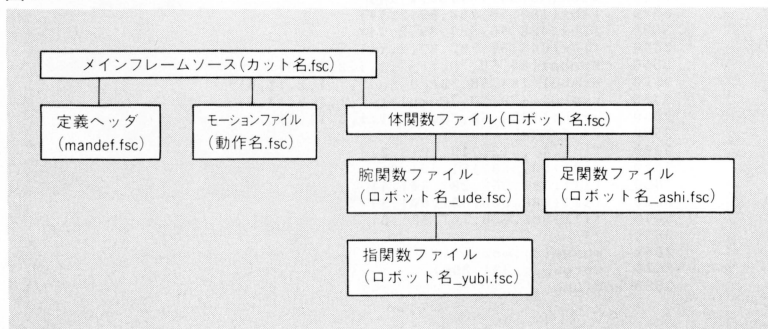 メインフレームソース(カット名.fsc)
定義ヘッダ
(mandef.fsc)
モーションファイル
(動作名.fsc)
体関数ファイル(ロボット名.fsc)
腕関数ファイル
(ロボット名_ude.fsc)
足関数ファイル
(ロボット名_ashi.fsc)
指関数ファイル
(ロボット名_yubi.fsc)